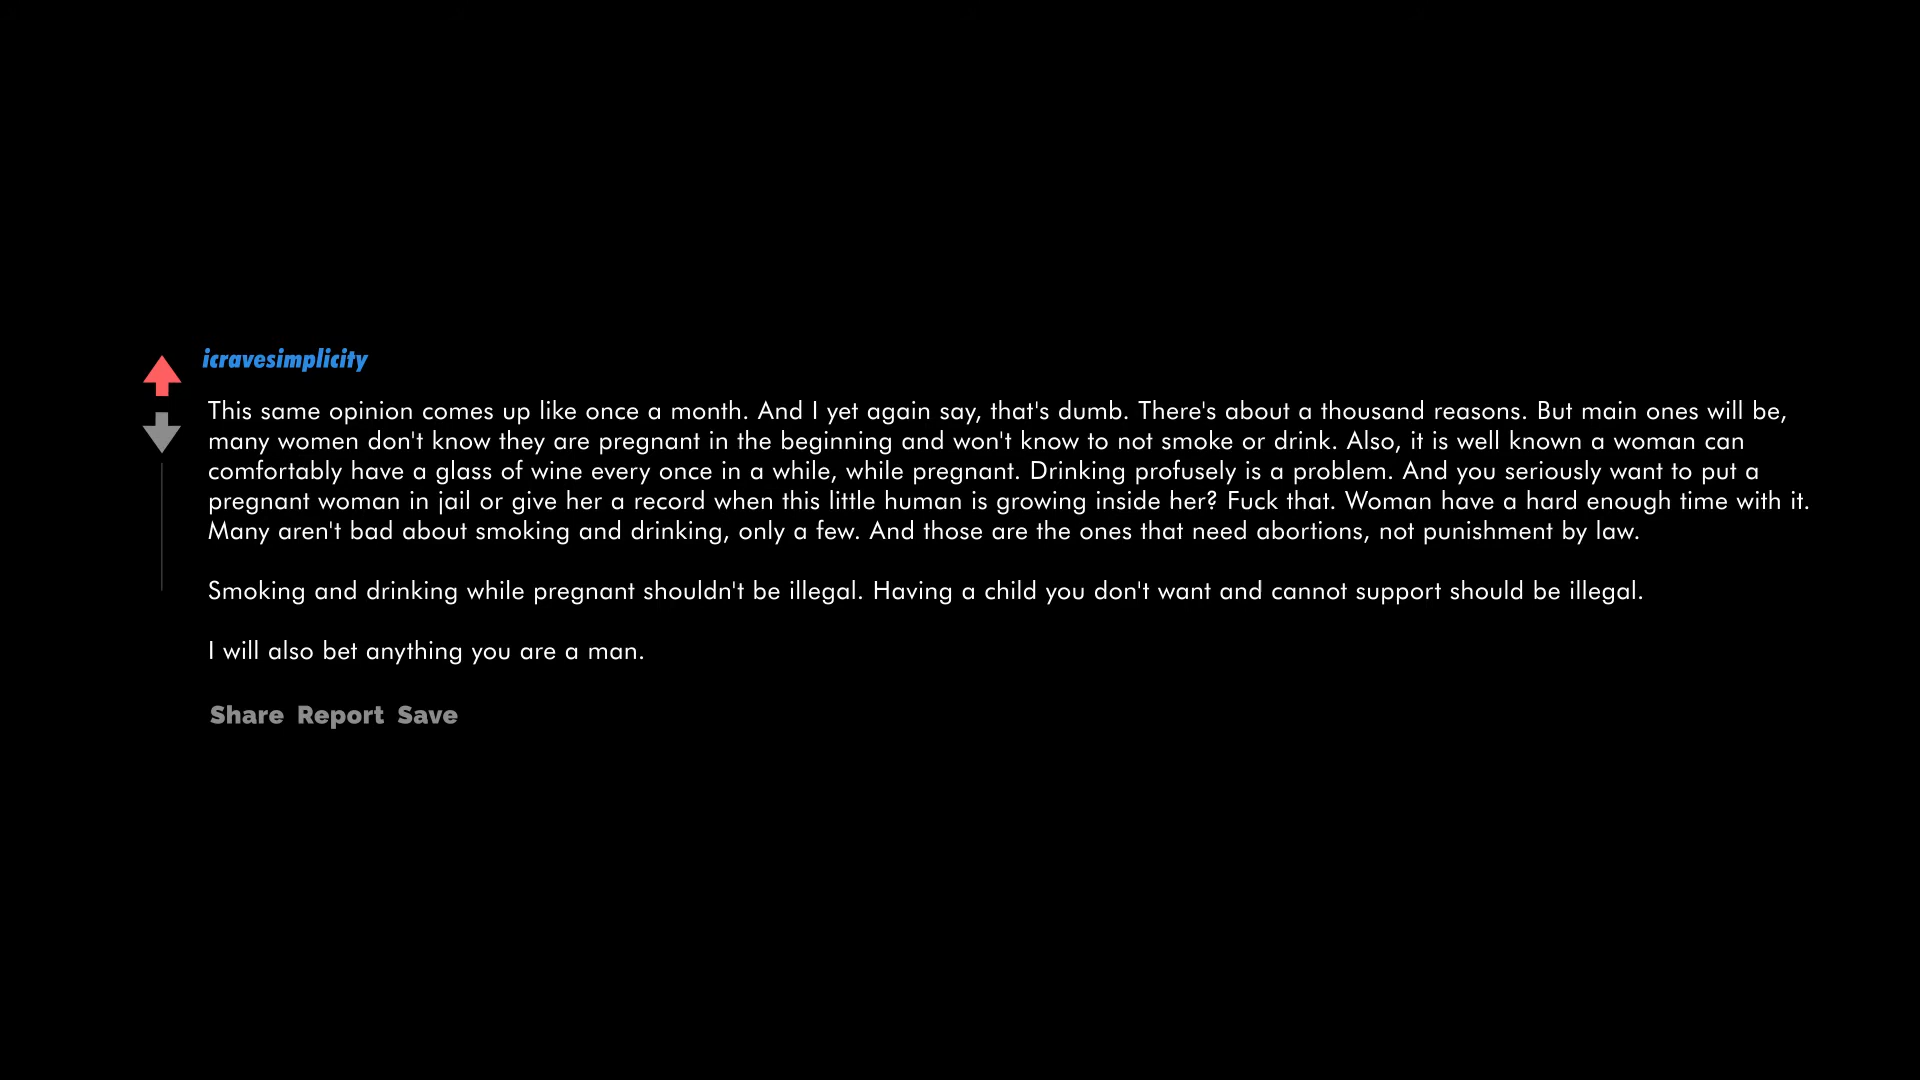 icravesimplicity
This same opinion comes up like once a month. And I yet again say, that's dumb. There's about a thousand reasons. But main ones will be,
many women don't know they are pregnant in the beginning and won't know to not smoke or drink. Also, it is well known a woman can
comfortably have a glass of wine every once in a while, while pregnant. Drinking profusely is a problem. And you seriously want to put a
pregnant woman in jail or give her a record when this little human is growing inside her? Fuck that. Woman have a hard enough time with it.
Many aren't bad about smoking and drinking, only a few. And those are the ones that need abortions, not punishment by law.
Smoking and drinking while pregnant shouldn't be illegal. Having a child you don't want and cannot support should be illegal.
I will also bet anything you are a man.
Share Report Save